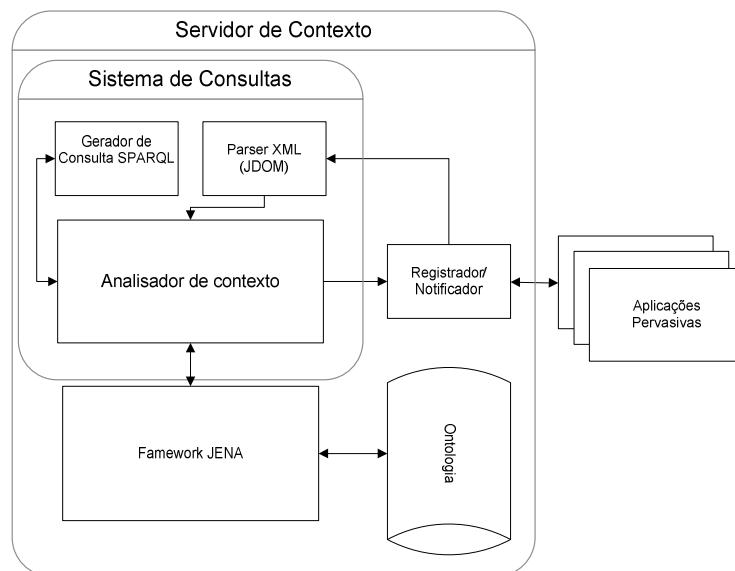 Servidor de Contexto
Sistema de Consultas
Gerador de
Consulta SPARQL
Parser XML
(JDOM)
Analisador de contexto
Registrador/
Notificador
Aplicações
Pervasivas
Famework JENA
Ontologia